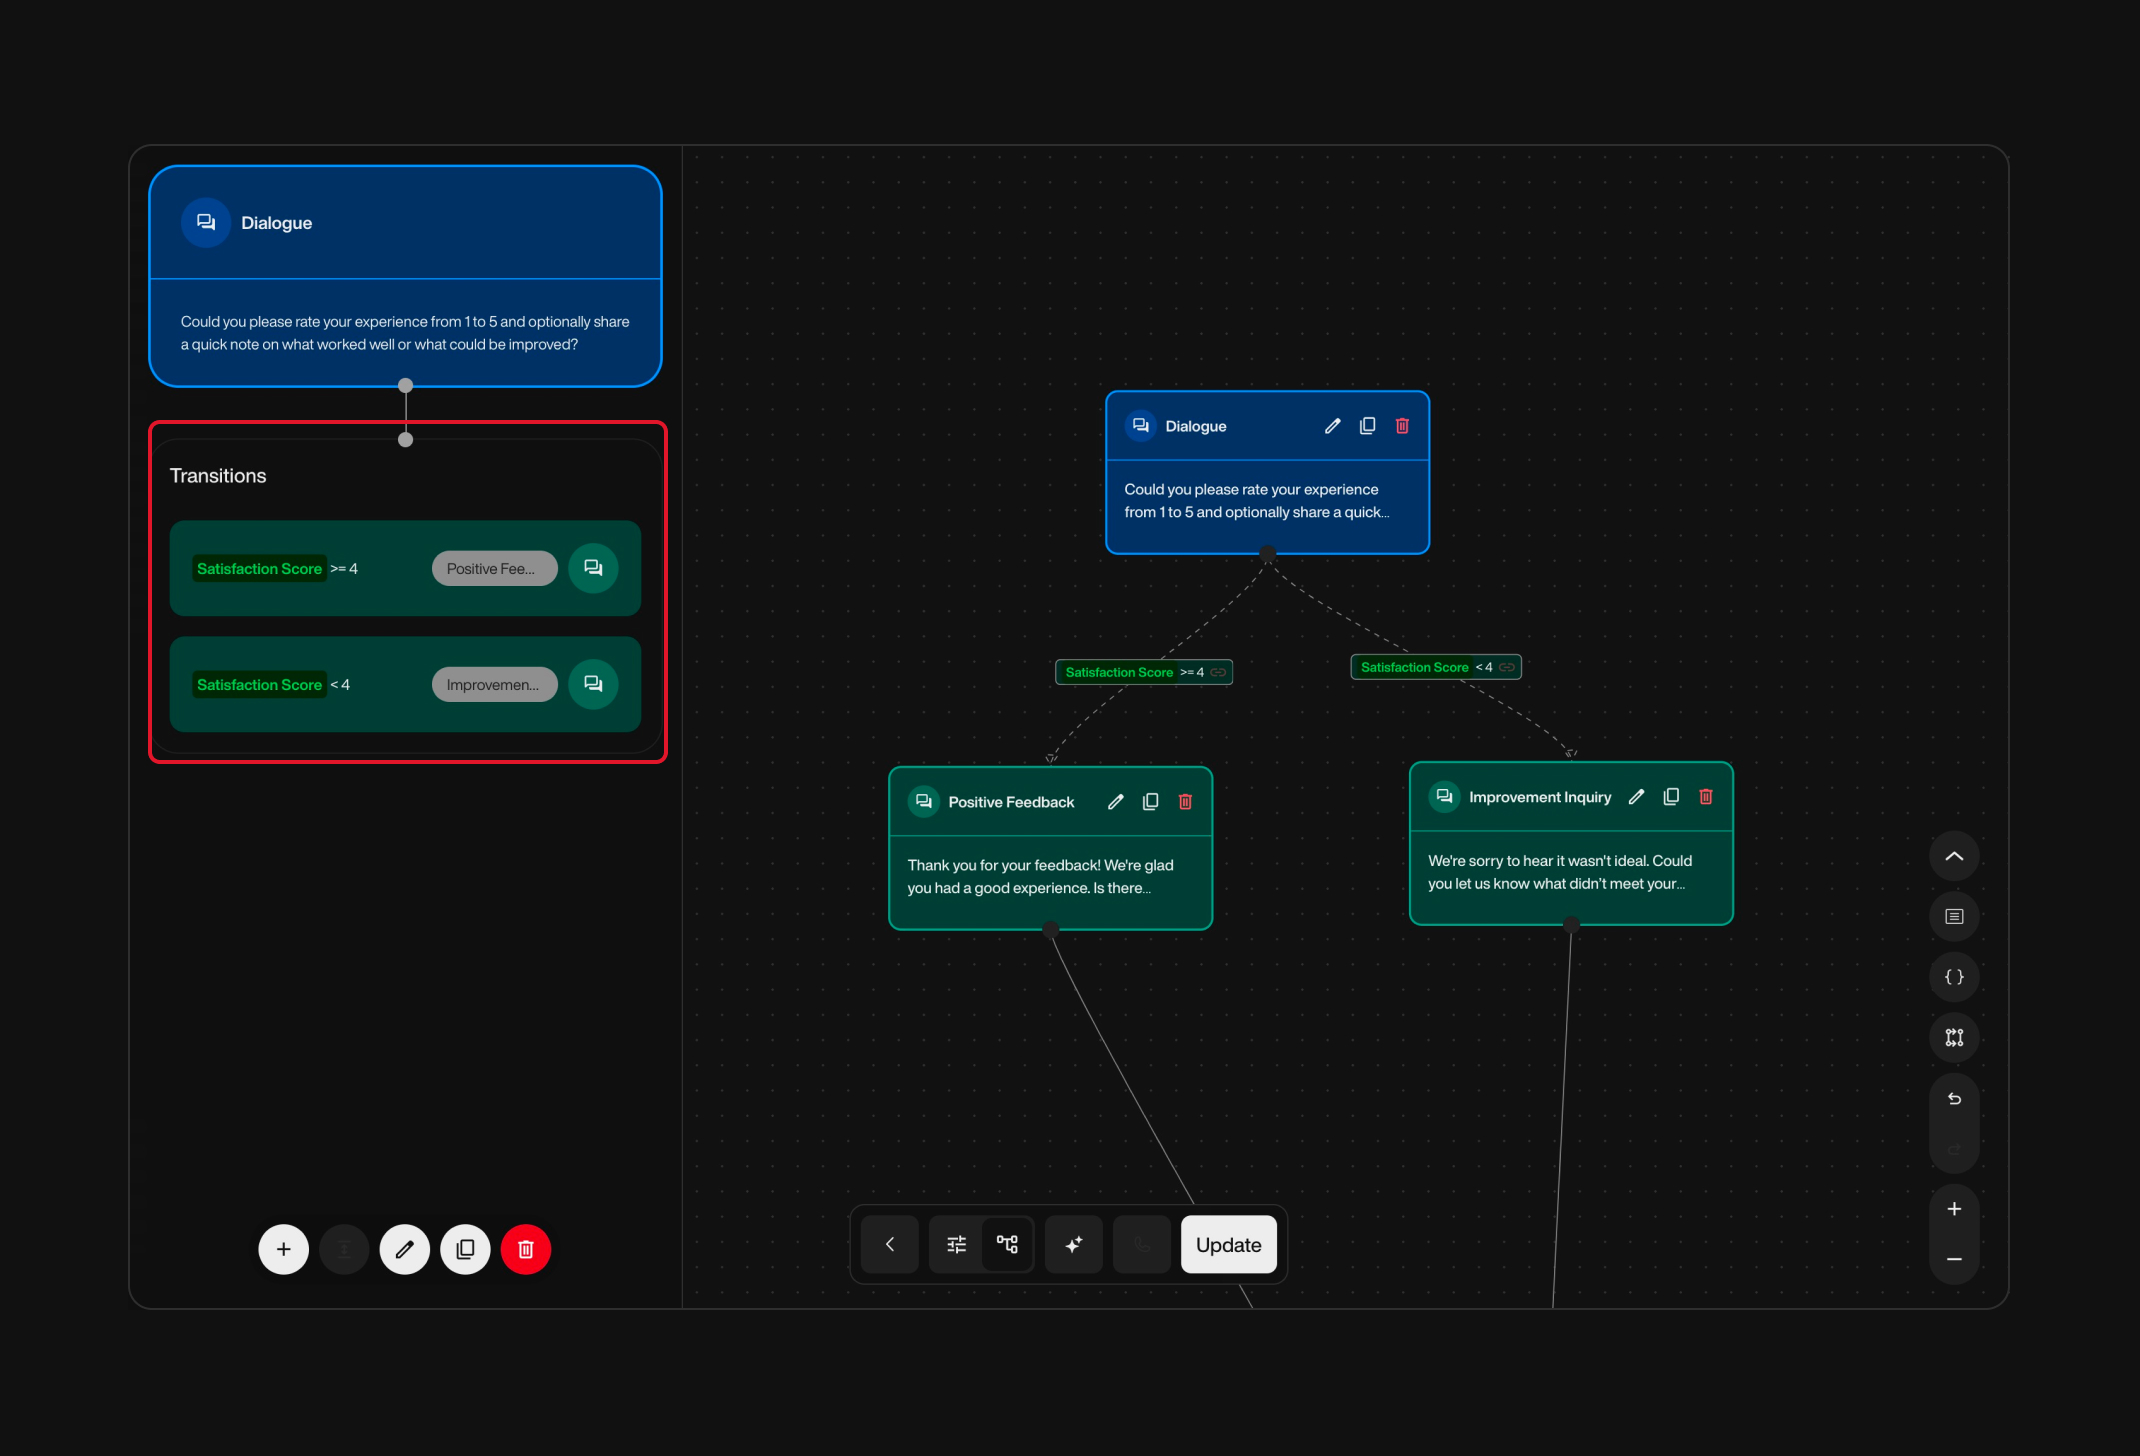 Dialogue
Could you please rate your experience from 1 to 5 and optionally share
a quick note on what worked well or what could be improved?
Transitions
Satisfaction Score >= 4
Positive Fee...
Satisfaction Score < 4
Improvemen...
Dialogue
Could you please rate your experience
from 1 to 5 and optionally share a quick...
Satisfaction Score >= 4
Satisfaction Score < 4
Positive Feedback
Thank you for your feedback! We're glad
you had a good experience. Is there...
Improvement Inquiry
We're sorry to hear it wasn't ideal. Could
you let us know what didn’t meet your...
Update